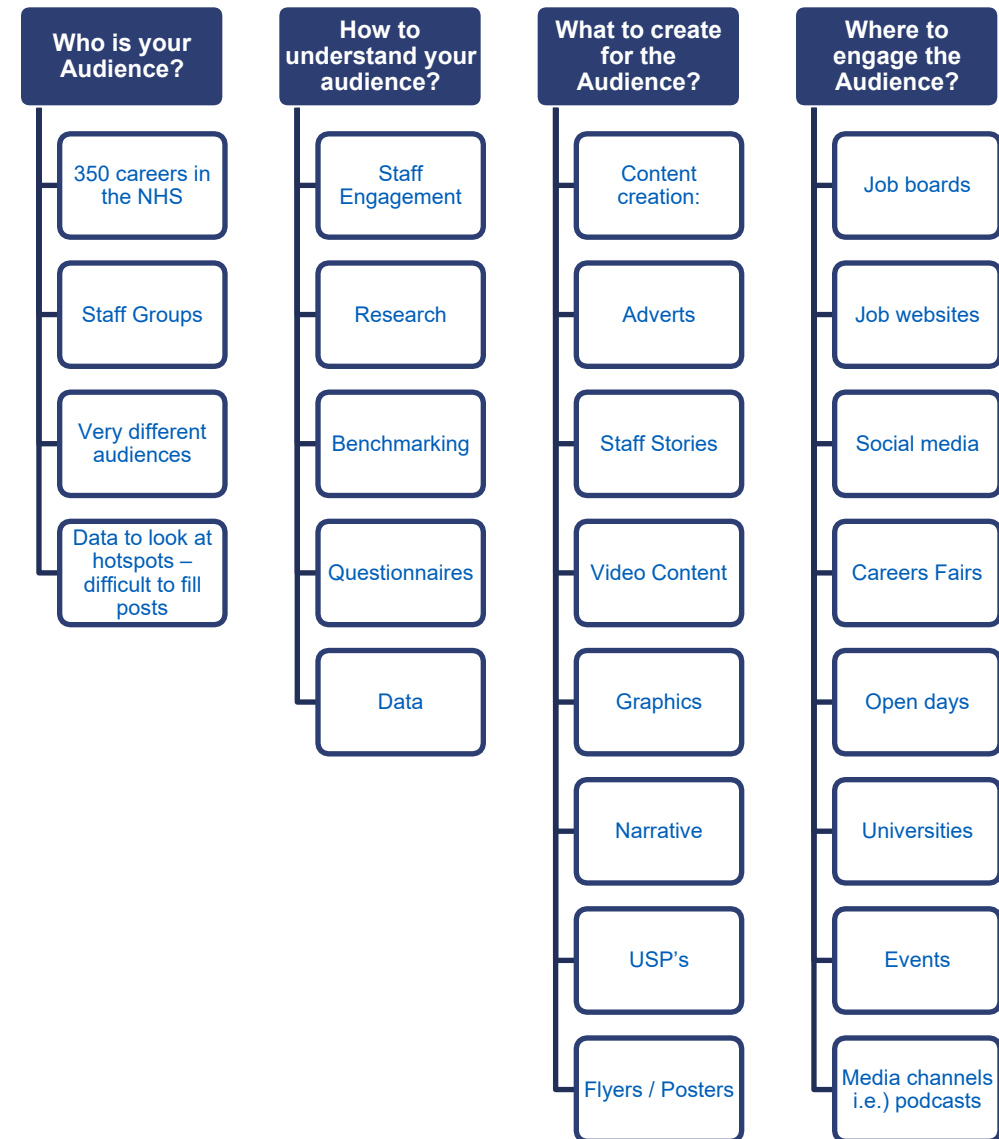 Who is your
Audience?
350 careers in
the NHS
Staff Groups
Very different
audiences
Data to look at
hotspots –
difficult to fill
posts
How to
understand your
audience?
Staff
Engagement
Research
Benchmarking
Questionnaires
Data
What to create
for the
Audience?
Content
creation:
Adverts
Staff Stories
Video Content
Graphics
Narrative
USP's
Flyers / Posters
Where to
engage the
Audience?
Job boards
Job websites
Social media
Careers Fairs
Open days
Universities
Events
Media channels
i.e.) podcasts